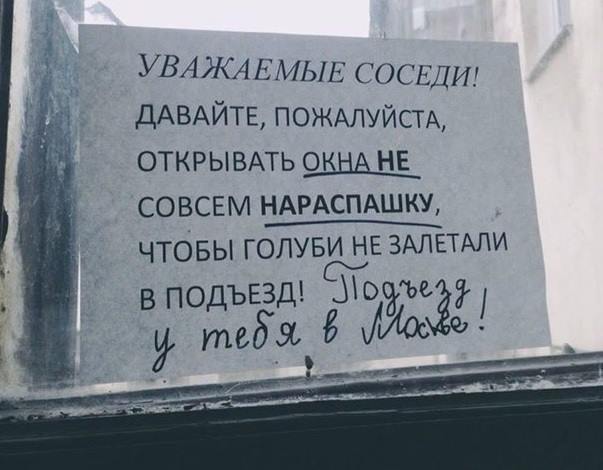 УВАЖАЕМЫЕ СОСЕДИ!
ДАВАЙТЕ, ПОЖАЛУЙСТА,
ОТКРЫВАТЬ ОКНА НЕ
СОВСЕМ НАРАСПАШКУ,
ЧТОБЫ ГОЛУБИ НЕ ЗАЛЕТАЛИ
В ПОДЪЕЗД! Подъезд
у тебя в Москве!